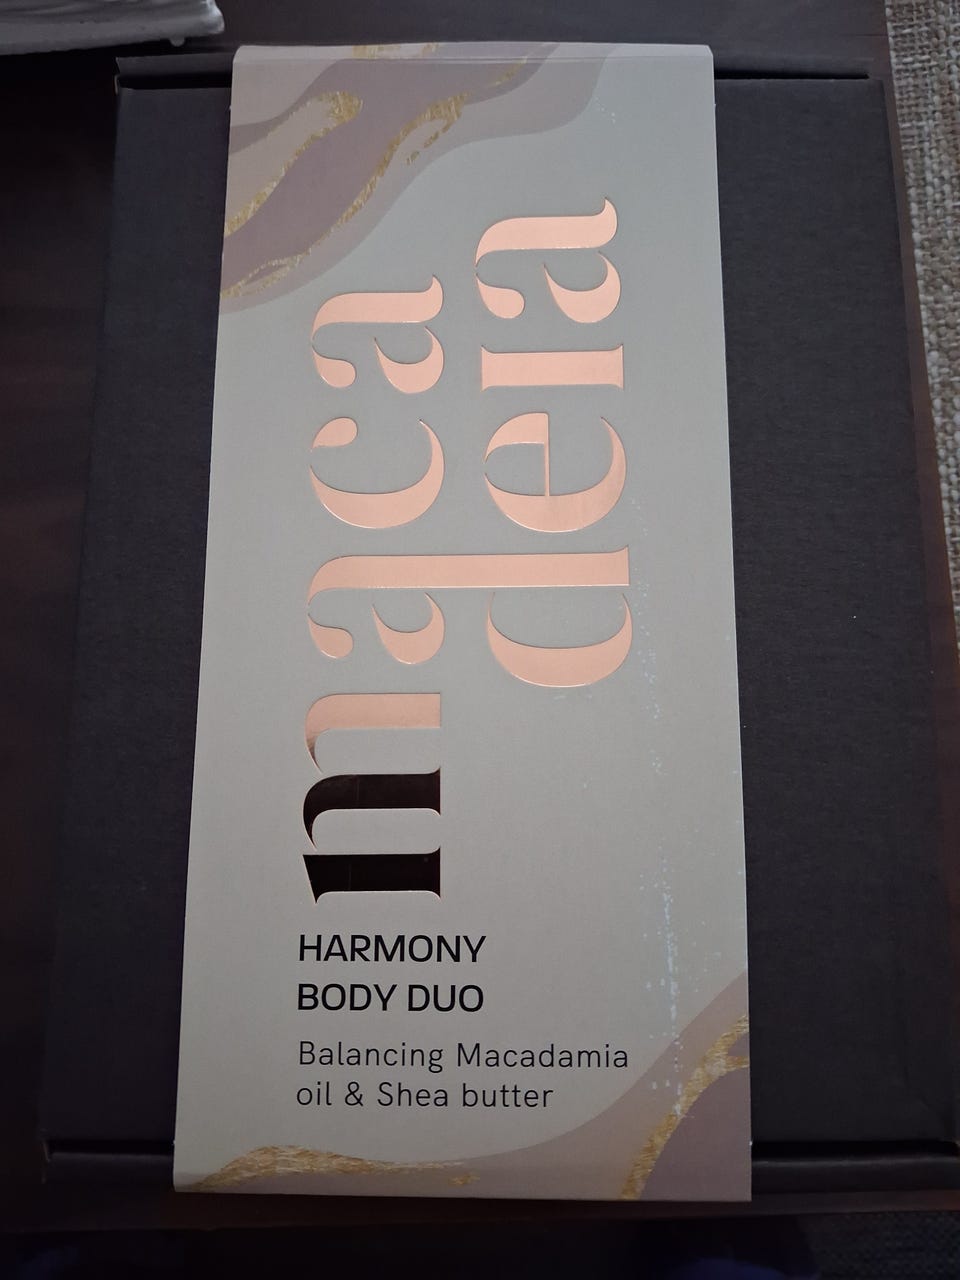 maca
deia
HARMONY
BODY DUO
Balancing Macadamia
oil & Shea butter